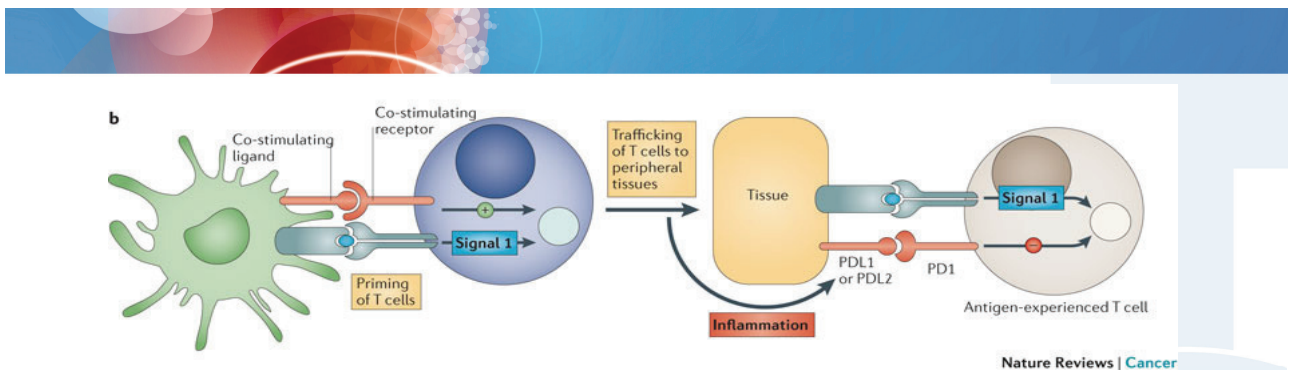 b
Co-stimulating
ligand
Co-stimulating
receptor
+
Signal 1
Priming
of T cells
Trafficking
of T cells to
peripheral
tissues
Inflammation
Tissue
Signal 1
−
PDL1
or PDL2
PD1
Antigen-experienced T cell
Nature Reviews | Cancer